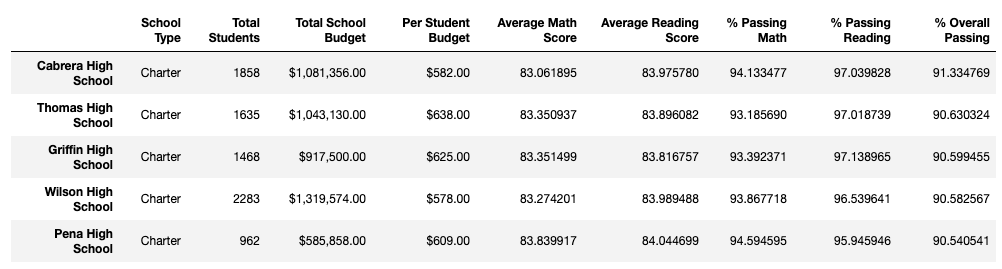 School Type Total Students Total School Budget Per Student Budget Average Math Score Average Reading Score % Passing Math % Passing Reading % Overall Passing
Cabrera High School Charter 1858 $1,081,356.00 $582.00 83.061895 83.975780 94.133477 97.039828 91.334769
Thomas High School Charter 1635 $1,043,130.00 $638.00 83.350937 83.896082 93.185690 97.018739 90.630324
Griffin High School Charter 1468 $917,500.00 $625.00 83.351499 83.816757 93.392371 97.138965 90.599455
Wilson High School Charter 2283 $1,319,574.00 $578.00 83.274201 83.989488 93.867718 96.539641 90.582567
Pena High School Charter 962 $585,858.00 $609.00 83.839917 84.044699 94.594595 95.945946 90.540541